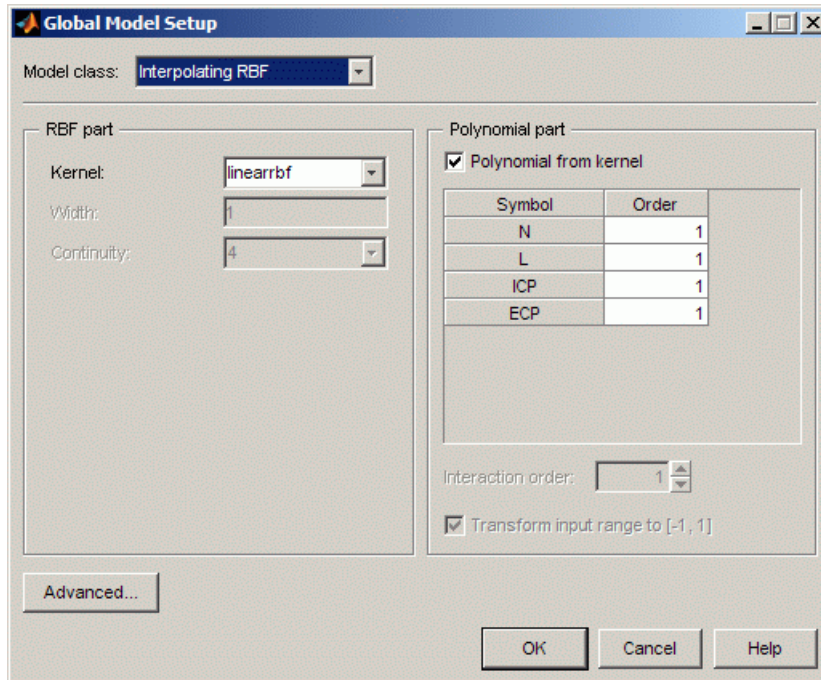 Global Model Setup
Model class: Interpolating RBF
RBF part
Kernel: linearrbf
Width: 1
Continuity: 4
Polynomial part
Polynomial from kernel
Symbol Order
N 1
L 1
ICP 1
ECP 1
Interaction order: 1
Transform input range to [-1, 1]
Advanced...
OK Cancel Help